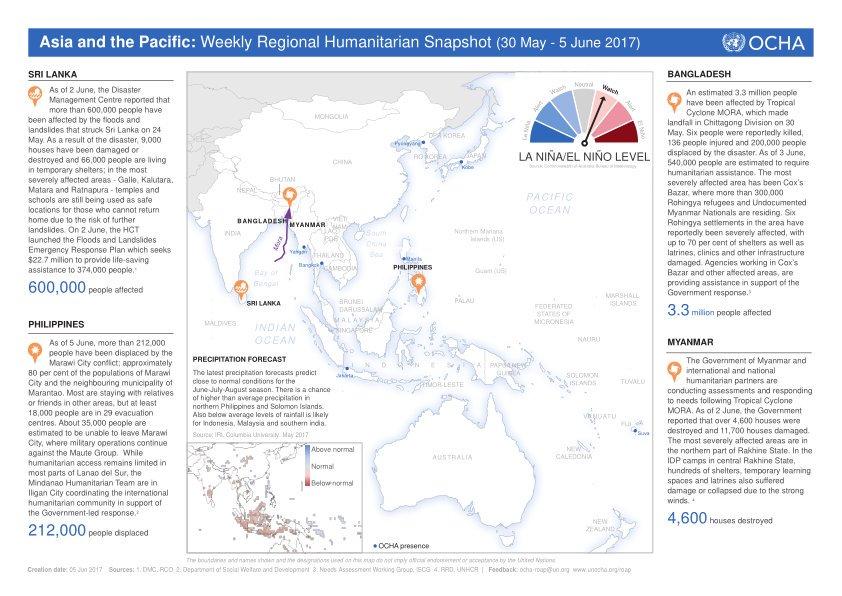 Asia and the Pacific: Weekly Regional Humanitarian Snapshot (30 May - 5 June 2017)
OCHA
SRI LANKA
As of 2 June, the Disaster
Management Centre reported that
more than 600,000 people have
been affected by the floods and
landslides that struck Sri Lanka on 24
May. As a result of the disaster, 9,000
houses have been damaged or
destroyed and 66,000 people are living
in temporary shelters; in the most
severely affected areas - Galle, Kalutara,
Matara and Ratnapura - temples and
schools are still being used as safe
locations for those who cannot return
home due to the risk of further
landslides. On 2 June, the HCT
launched the Floods and Landslides
Emergency Response Plan which seeks
$22.7 million to provide life-saving
assistance to 374,000 people.¹
600,000 people affected
PHILIPPINES
As of 5 June, more than 212,000
people have been displaced by the
Marawi City conflict; approximately
80 per cent of the populations of Marawi
City and the neighbouring municipality of
Marantao. Most are staying with relatives
or friends in other areas, but at least
18,000 people are in 29 evacuation
centres. About 35,000 people are
estimated to be unable to leave Marawi
City, where military operations continue
against the Maute Group. While
humanitarian access remains limited in
most parts of Lanao del Sur, the
Mindanao Humanitarian Team are in
Iligan City coordinating the international
humanitarian community in support of
the Government-led response.²
212,000 people displaced
MONGOLIA
DPR KOREA
Pyongyang
RO KOREA
JAPAN
Kobe
CHINA
BHUTAN
NEPAL
BANGLADESH
MYANMAR
INDIA
Mora
Yangon
VIET
NAM
LAO
PDR
THAILAND
Bangkok
CAMBODIA
South
China
Sea
Bay of
Bengal
Manila
PHILIPPINES
SRI LANKA
MALDIVES
INDIAN
OCEAN
BRUNEI
DARUSSALAM
MALAYSIA
SINGAPORE
INDONESIA
Jakarta
TIMOR-LESTE
PAPUA NEW
GUINEA
PALAU
PACIFIC
OCEAN
Northern Mariana
Islands (US)
Guam (US)
FEDERATED
STATES OF
MICRONESIA
MARSHALL
ISLANDS
NAURU
SOLOMON
ISLANDS
TUVALU
VANUATU
FIJI
Suva
NEW
CALEDONIA
AUSTRALIA
NEW
ZEALAND
La Niña
Alert
Watch
Neutral
Watch
Alert
El Niño
LA NIÑA/EL NIÑO LEVEL
Source: Commonwealth of Australia, Bureau of Meteorology
PRECIPITATION FORECAST
The latest precipitation forecasts predict
close to normal conditions for the
June-July-August season. There is a chance
of higher than average precipitation in
northern Philippines and Solomon Islands.
Also below average levels of rainfall is likely
for Indonesia, Malaysia and southern india.
Source: IRI, Columbia University. May 2017
Above normal
Normal
Below normal
OCHA presence
BANGLADESH
An estimated 3.3 million people
have been affected by Tropical
Cyclone MORA, which made
landfall in Chittagong Division on 30
May. Six people were reportedly killed,
136 people injured and 200,000 people
displaced by the disaster. As of 3 June,
540,000 people are estimated to require
humanitarian assistance. The most
severely affected area has been Cox's
Bazar, where more than 300,000
Rohingya refugees and Undocumented
Myanmar Nationals are residing. Six
Rohingya settlements in the area have
reportedly been severely affected, with
up to 70 per cent of shelters as well as
latrines, clinics and other infrastructure
damaged. Agencies working in Cox's
Bazar and other affected areas, are
providing assistance in support of the
Government response.³
3.3 million people affected
MYANMAR
The Government of Myanmar and
international and national
humanitarian partners are
conducting assessments and responding
to needs following Tropical Cyclone
MORA. As of 2 June, the Government
reported that over 4,600 houses were
destroyed and 11,700 houses damaged.
The most severely affected areas are in
the northern part of Rakhine State. In the
IDP camps in central Rakhine State,
hundreds of shelters, temporary learning
spaces and latrines also suffered
damage or collapsed due to the strong
winds. ⁴
4,600 houses destroyed
The boundaries and names shown and the designations used on this map do not imply official endorsement or acceptance by the United Nations.
Creation date: 05 Jun 2017 Sources: 1. DMC, RCO 2. Department of Social Welfare and Development 3. Needs Assessment Working Group, ISCG 4. RRD, UNHCR | Feedback: ocha-roap@un.org www.unocha.org/roap